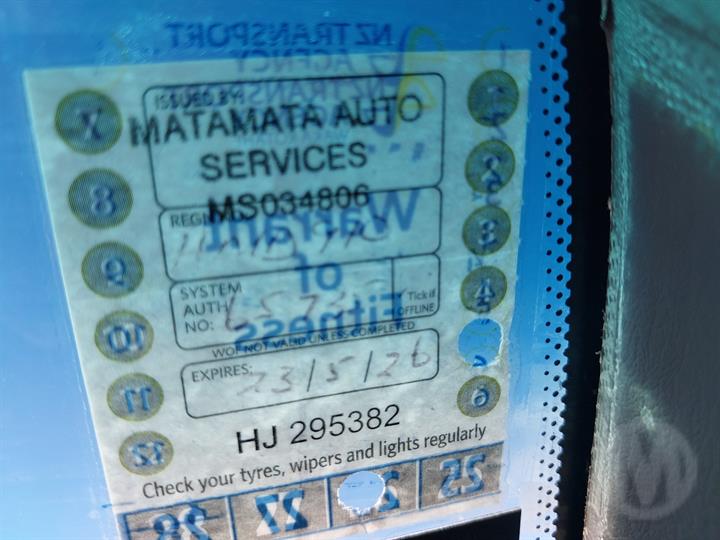 NZ TRANSPORT
AGENCY
NZ TRANSPORT
ISSUED BY
MATAMATA AUTO
SERVICES
MS034806
Warrant
of
Fitness
SYSTEM
AUTH
NO:
Tick if
OFFLINE
WOF NOT VALID UNLESS COMPLETED
EXPIRES: 23/5/26
HJ 295382
Check your tyres, wipers and lights regularly
7
8
9
10
11
12
1
2
3
4
6
28 27 25
W